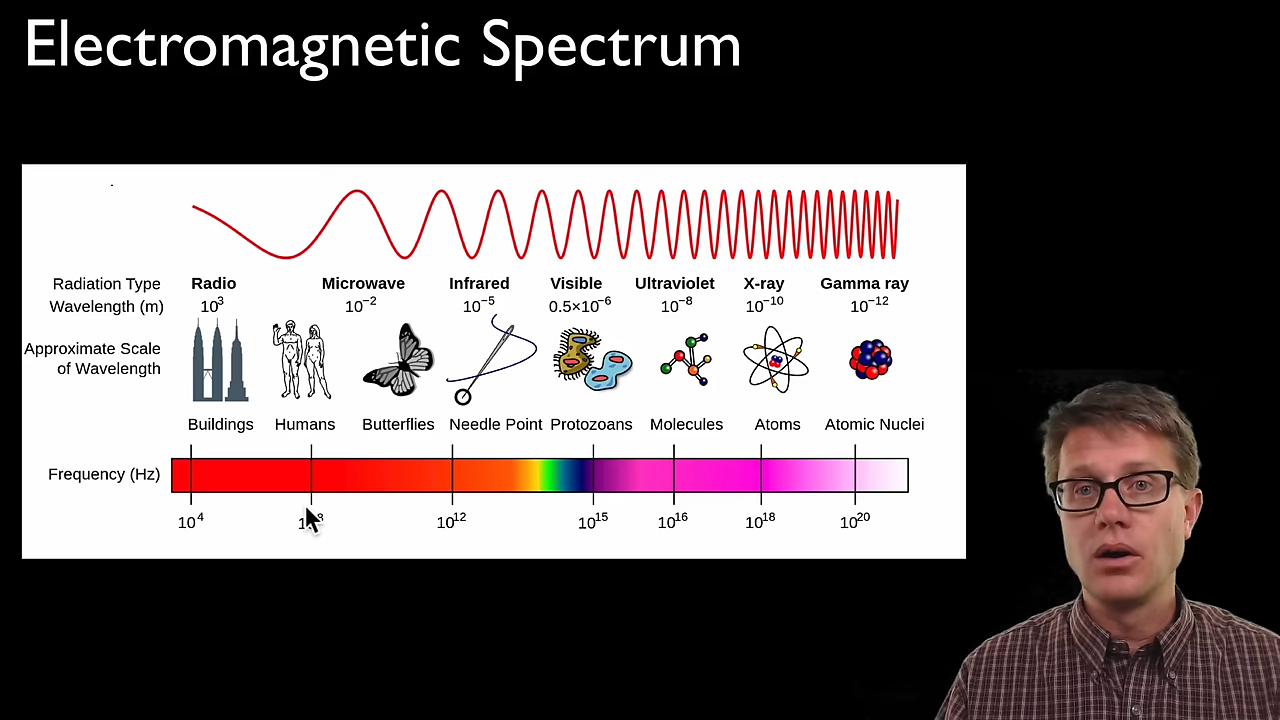 Electromagnetic Spectrum
Radiation Type Radio Microwave Infrared Visible Ultraviolet X-ray Gamma ray
Wavelength (m) 10³ 10⁻² 10⁻⁵ 0.5×10⁻⁶ 10⁻⁸ 10⁻¹⁰ 10⁻¹²
Approximate Scale
of Wavelength
Buildings Humans Butterflies Needle Point Protozoans Molecules Atoms Atomic Nuclei
Frequency (Hz)
10⁴ 10¹² 10¹⁵ 10¹⁶ 10¹⁸ 10²⁰